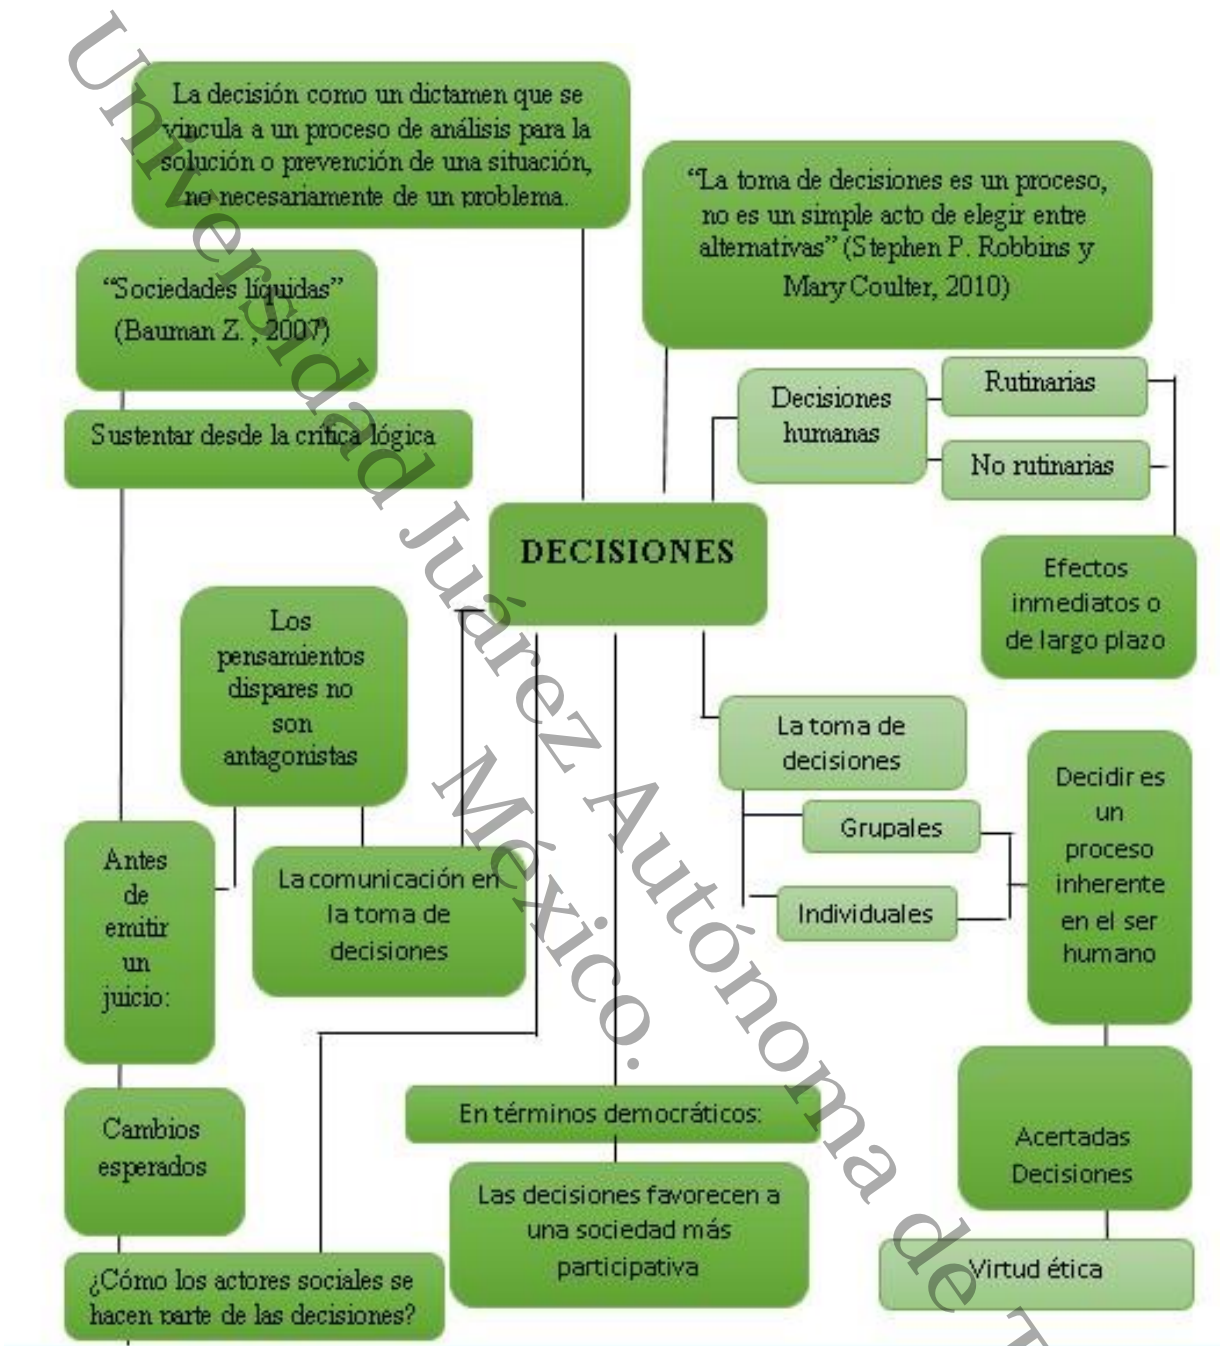 La decisión como un dictamen que se
vincula a un proceso de análisis para la
solución o prevención de una situación,
no necesariamente de un problema.
“La toma de decisiones es un proceso,
no es un simple acto de elegir entre
alternativas” (Stephen P. Robbins y
Mary Coulter, 2010)
“Sociedades líquidas”
(Bauman Z. , 2007)
Sustentar desde la crítica lógica
Decisiones
humanas
Rutinarias
No rutinarias
Efectos
inmediatos o
de largo plazo
DECISIONES
Los
pensamientos
dispares no
son
antagonistas
La toma de
decisiones
Grupales
Individuales
Decidir es
un
proceso
inherente
en el ser
humano
Antes
de
emitir
un
juicio:
La comunicación en
la toma de
decisiones
Cambios
esperados
En términos democráticos:
Las decisiones favorecen a
una sociedad más
participativa
Acertadas
Decisiones
Virtud ética
¿Cómo los actores sociales se
hacen parte de las decisiones?
Universidad Juárez Autónoma de
México.